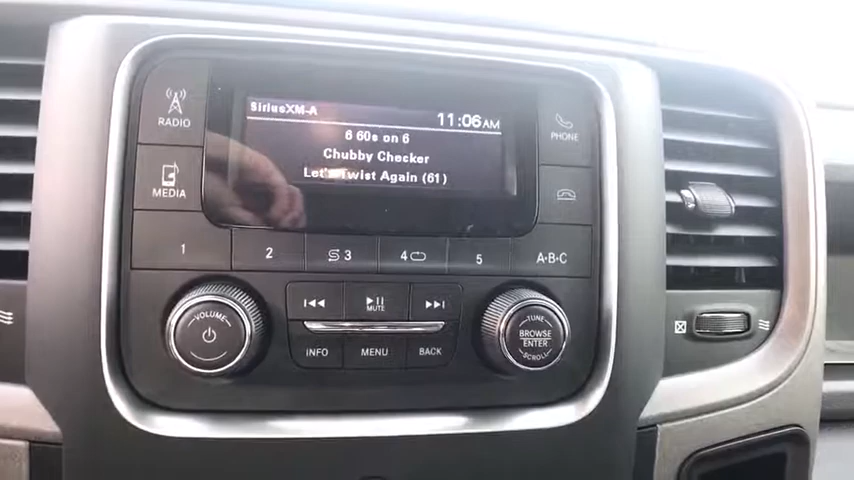 SiriusXM-A 11:06AM
6 60s on 6
Chubby Checker
Let's Twist Again (61)
RADIO
MEDIA
PHONE
1 2 3 4 5 A-B-C
MUTE
INFO MENU BACK
VOLUME
TUNE
BROWSE
ENTER
SCROLL